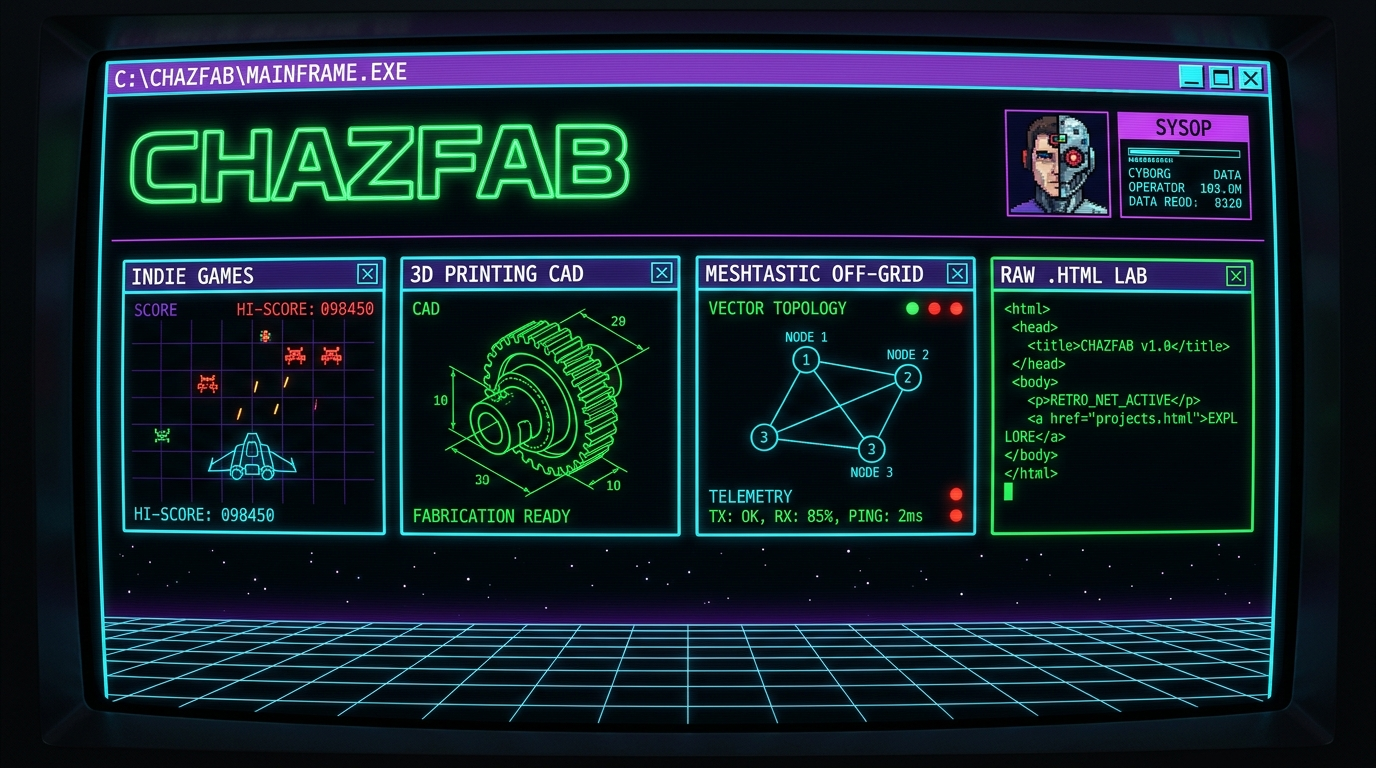 C:\CHAZFAB\MAINFRAME.EXE
CHAZFAB
SYSOP
CYBORG DATA
OPERATOR 103.0M
DATA REOD: 8320
INDIE GAMES
SCORE HI-SCORE: 098450
HI-SCORE: 098450
3D PRINTING CAD
CAD
29
10
30
10
FABRICATION READY
MESHTASTIC OFF-GRID
VECTOR TOPOLOGY
NODE 1
1
NODE 2
2
3
3
NODE 3
TELEMETRY
TX: OK, RX: 85%, PING: 2ms
RAW .HTML LAB
<html>
<head>
<title>CHAZFAB v1.0</title>
</head>
<body>
<p>RETRO_NET_ACTIVE</p>
<a href="projects.html">EXPL
LORE</a>
</body>
</html>